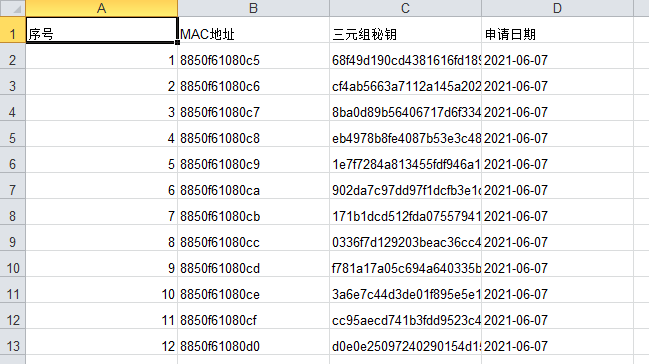 A B C D
1 序号 MAC地址 三元组秘钥 申请日期
2 1 8850f61080c5 68f49d190cd4381616fd189 2021-06-07
3 2 8850f61080c6 cf4ab5663a7112a145a202 2021-06-07
4 3 8850f61080c7 8ba0d89b56406717d6f334 2021-06-07
5 4 8850f61080c8 eb4978b8fe4087b53e3c48 2021-06-07
6 5 8850f61080c9 1e7f7284a813455fdf946a1 2021-06-07
7 6 8850f61080ca 902da7c97dd97f1dcfb3e1c 2021-06-07
8 7 8850f61080cb 171b1dcd512fda07557941 2021-06-07
9 8 8850f61080cc 0336f7d129203beac36cc4 2021-06-07
10 9 8850f61080cd f781a17a05c694a640335b 2021-06-07
11 10 8850f61080ce 3a6e7c44d3de01f895e5e1 2021-06-07
12 11 8850f61080cf cc95aecd741b3fdd9523c4 2021-06-07
13 12 8850f61080d0 d0e0e25097240290154d15 2021-06-07